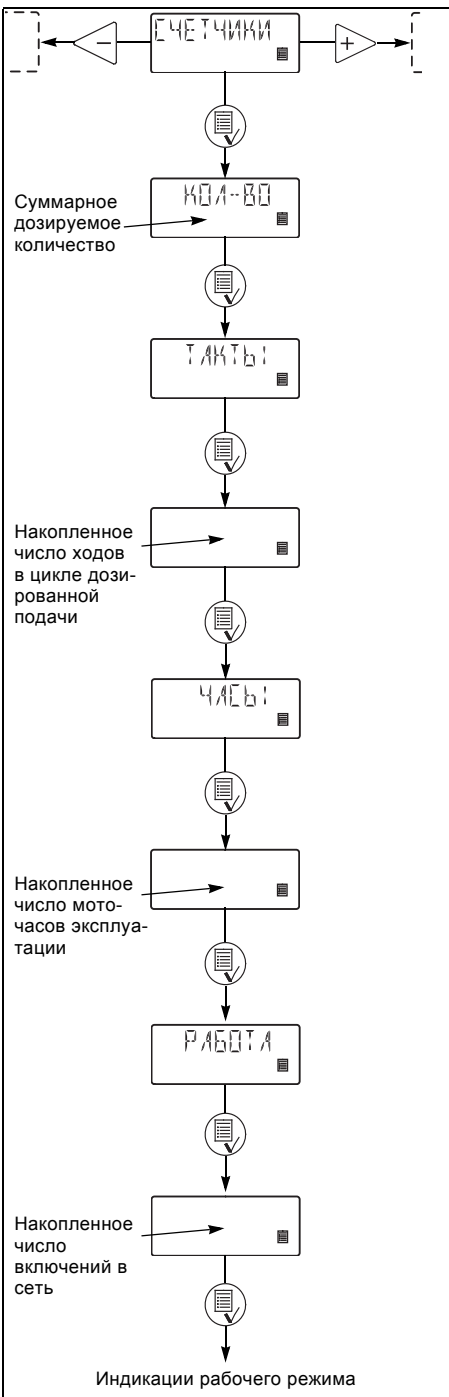 СЧЕТЧИКИ
− +
КОЛ-ВО
Суммарное
дозируемое
количество
ТАКТЫ
Накопленное
число ходов
в цикле дози-
рованной
подачи
ЧАСЫ
Накопленное
число мото-
часов эксплуа-
тации
РАБОТА
Накопленное
число
включений в
сеть
Индикации рабочего режима